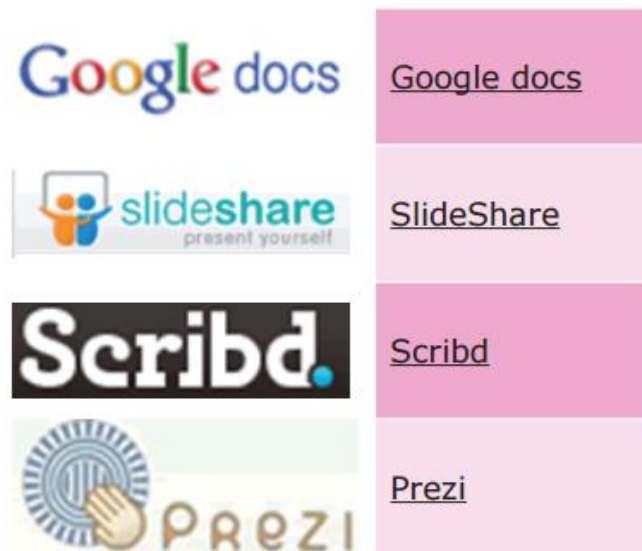 Google docs
Google docs
slideshare
present yourself
SlideShare
Scribd.
Scribd
PREZI
Prezi